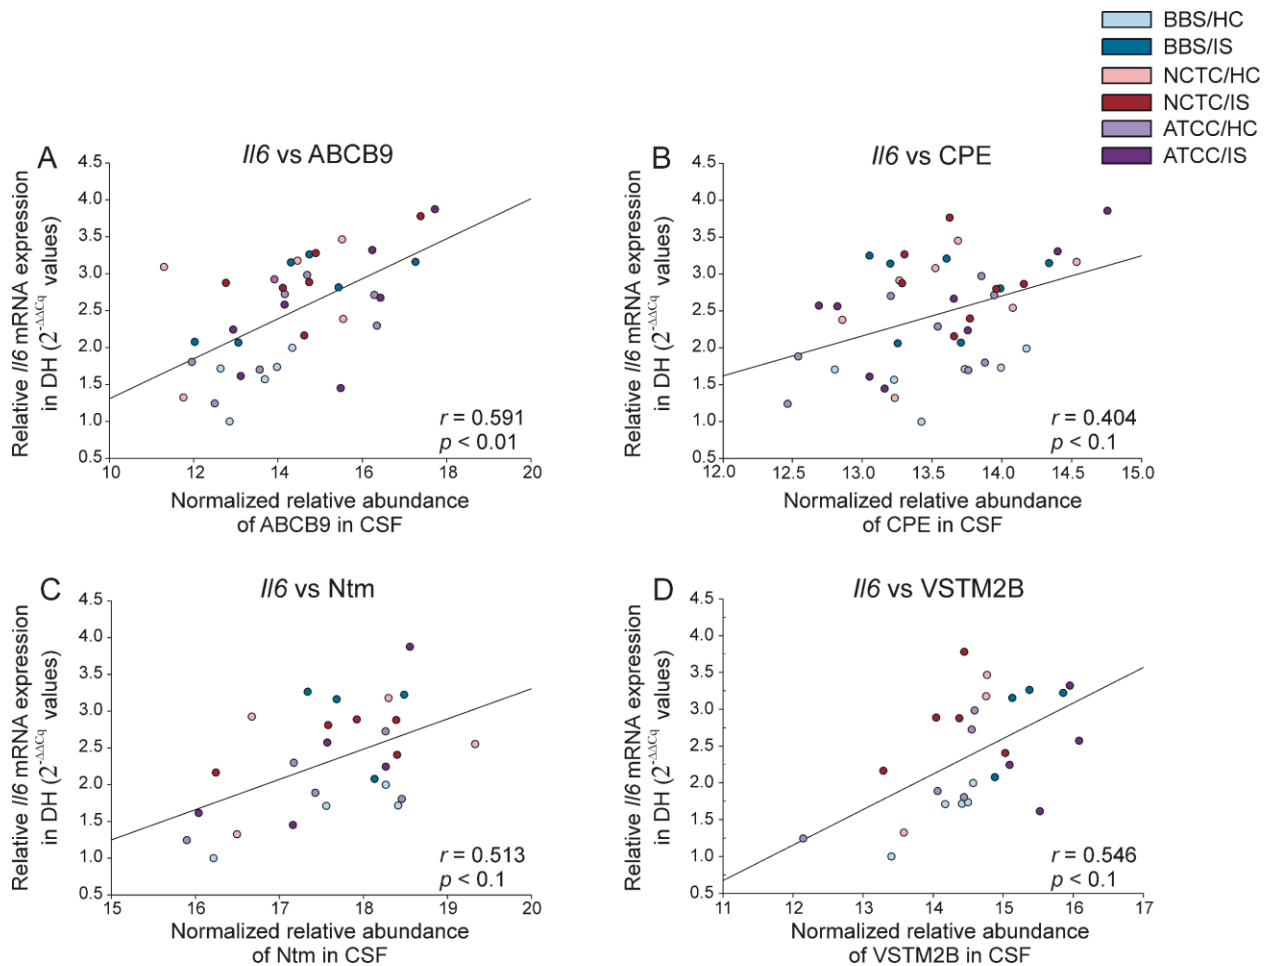 BBS/HC
BBS/IS
NCTC/HC
NCTC/IS
ATCC/HC
ATCC/IS
A
Il6 vs ABCB9
Relative Il6 mRNA expression
in DH (2^-ΔΔCq values)
4.5
4.0
3.5
3.0
2.5
2.0
1.5
1.0
0.5
10 12 14 16 18 20
r = 0.591
p < 0.01
Normalized relative abundance
of ABCB9 in CSF
B
Il6 vs CPE
Relative Il6 mRNA expression
in DH (2^-ΔΔCq values)
4.5
4.0
3.5
3.0
2.5
2.0
1.5
1.0
0.5
12.0 12.5 13.0 13.5 14.0 14.5 15.0
r = 0.404
p < 0.1
Normalized relative abundance
of CPE in CSF
C
Il6 vs Ntm
Relative Il6 mRNA expression
in DH (2^-ΔΔCq values)
4.5
4.0
3.5
3.0
2.5
2.0
1.5
1.0
0.5
15 16 17 18 19 20
r = 0.513
p < 0.1
Normalized relative abundance
of Ntm in CSF
D
Il6 vs VSTM2B
Relative Il6 mRNA expression
in DH (2^-ΔΔCq values)
4.5
4.0
3.5
3.0
2.5
2.0
1.5
1.0
0.5
11 12 13 14 15 16 17
r = 0.546
p < 0.1
Normalized relative abundance
of VSTM2B in CSF